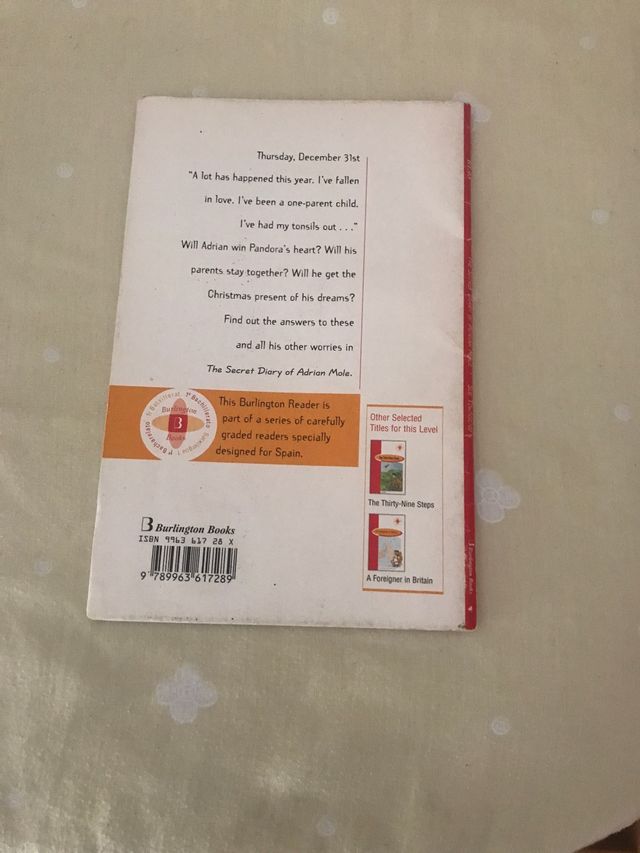 Thursday, December 31st
"A lot has happened this year. I've fallen
in love. I've been a one-parent child.
I've had my tonsils out . . ."
Will Adrian win Pandora's heart? Will his
parents stay together? Will he get the
Christmas present of his dreams?
Find out the answers to these
and all his other worries in
The Secret Diary of Adrian Mole.
This Burlington Reader is
part of a series of carefully
graded readers specially
designed for Spain.
Burlington
B
Books
Other Selected
Titles for this Level
The Thirty-Nine Steps
A Foreigner in Britain
B Burlington Books
ISBN 9963 617 28 X
9 789963 617289